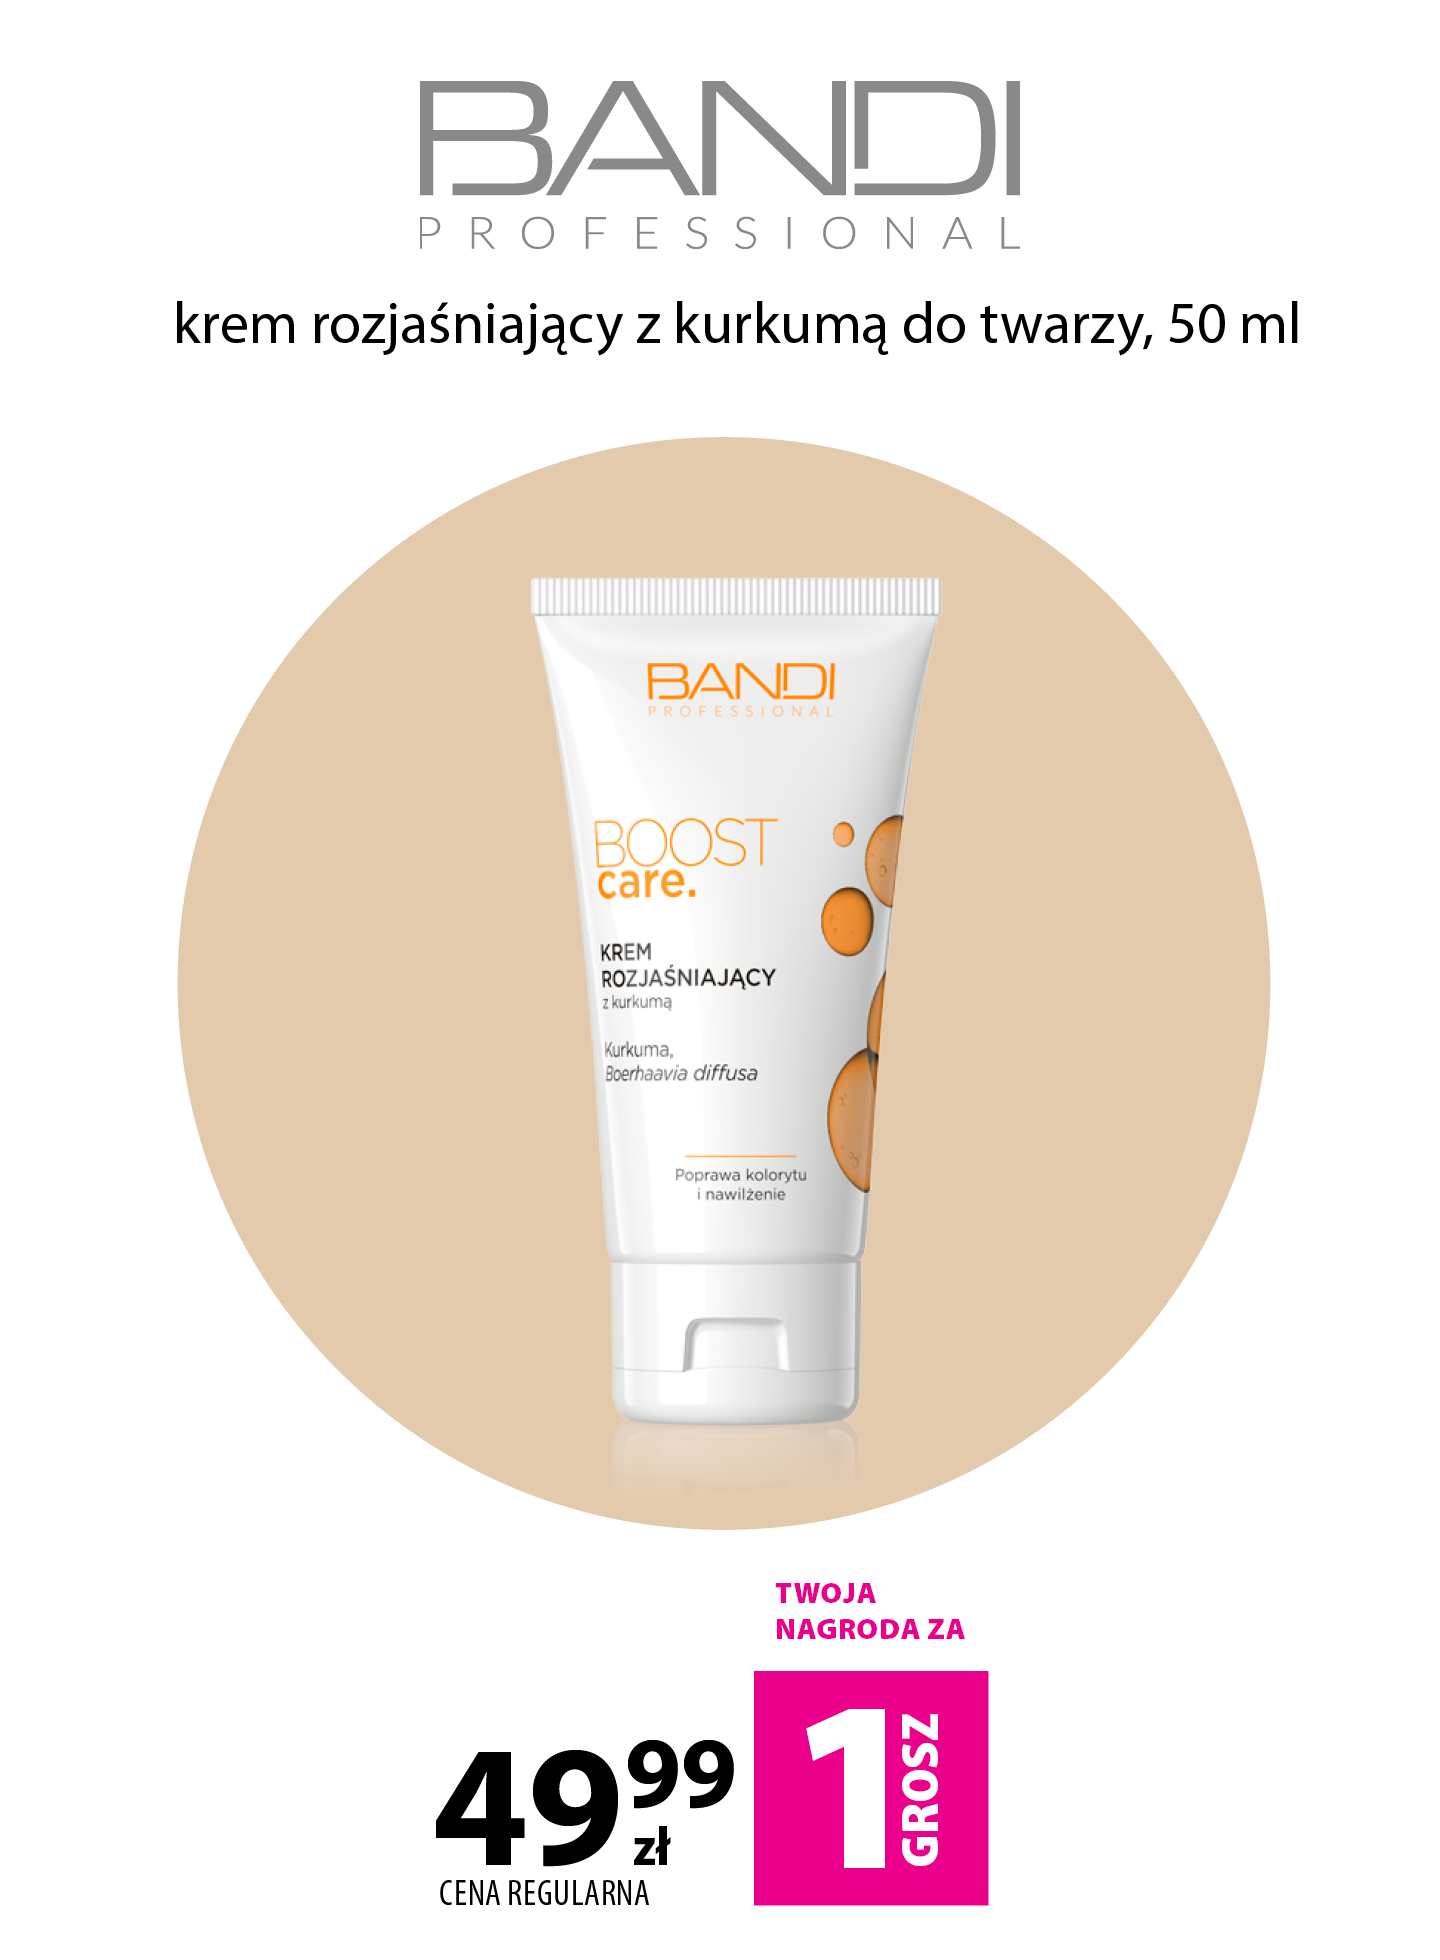 BANDI
PROFESSIONAL
krem rozjaśniający z kurkumą do twarzy, 50 ml
BANDI
PROFESSIONAL
BOOST
care.
KREM
ROZJAŚNIAJĄCY
z kurkumą
Kurkuma,
Boerhaavia diffusa
Poprawa kolorytu
i nawilżenie
TWOJA
NAGRODA ZA
49 99 zł
CENA REGULARNA
1 GROSZ